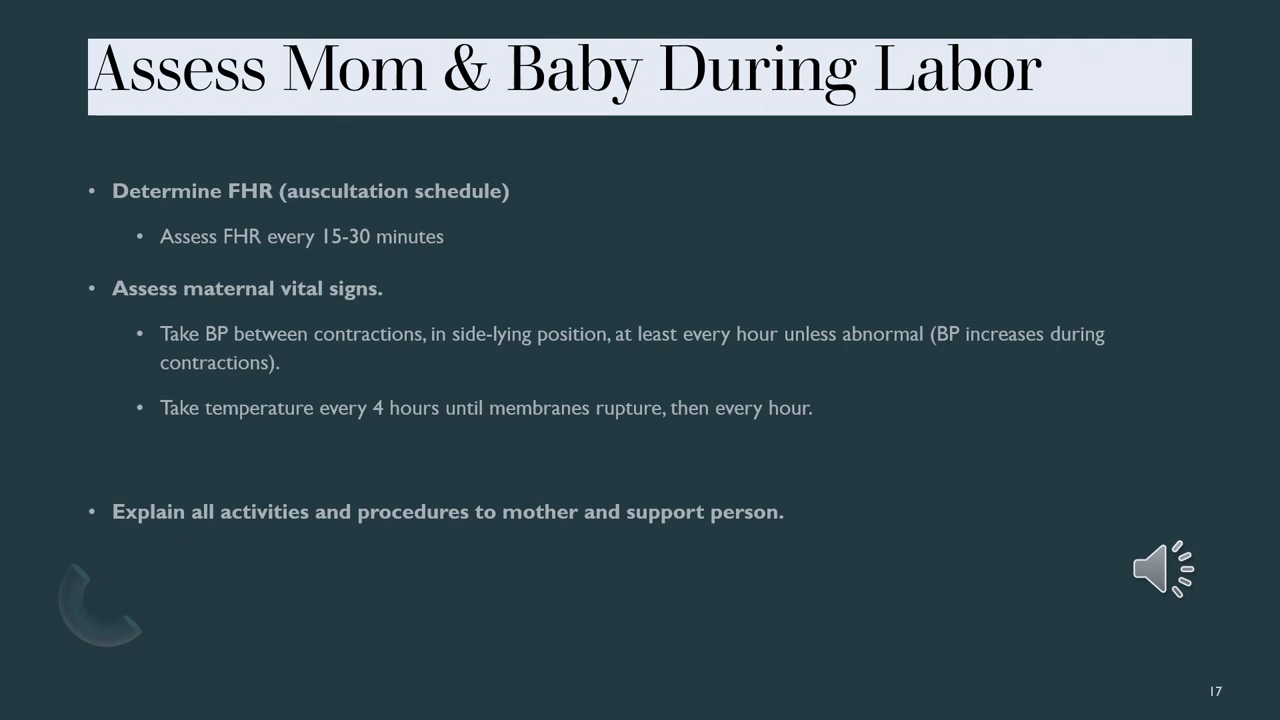 Assess Mom & Baby During Labor
• Determine FHR (auscultation schedule)
• Assess FHR every 15-30 minutes
• Assess maternal vital signs.
• Take BP between contractions, in side-lying position, at least every hour unless abnormal (BP increases during
contractions).
• Take temperature every 4 hours until membranes rupture, then every hour.
• Explain all activities and procedures to mother and support person.
17